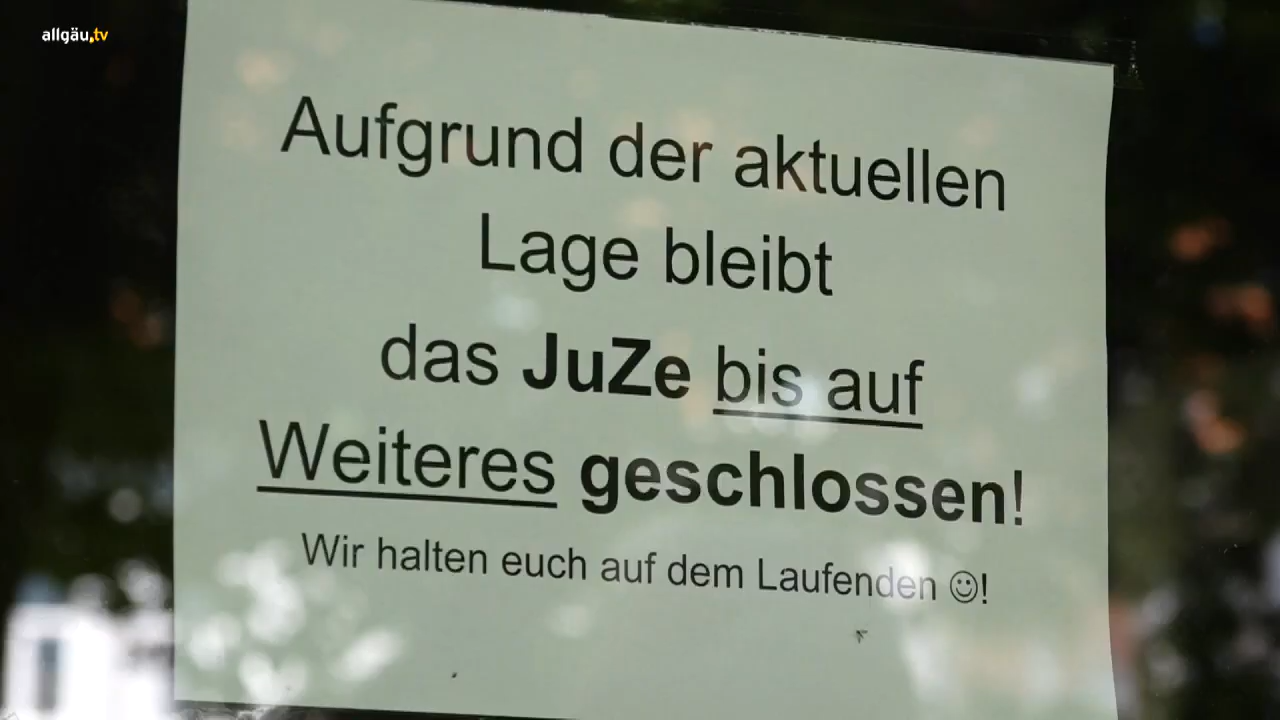 allgäu.tv
Aufgrund der aktuellen
Lage bleibt
das JuZe bis auf
Weiteres geschlossen!
Wir halten euch auf dem Laufenden ☺!